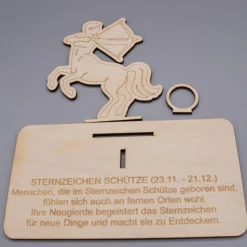 STERNZEICHEN SCHÜTZE (23.11. - 21.12.)
Menschen, die im Sternzeichen Schütze geboren sind,
fühlen sich auch an fernen Orten wohl.
Ihre Neugierde begeistert das Sternzeichen
für neue Dinge und macht sie zu Entdeckern.